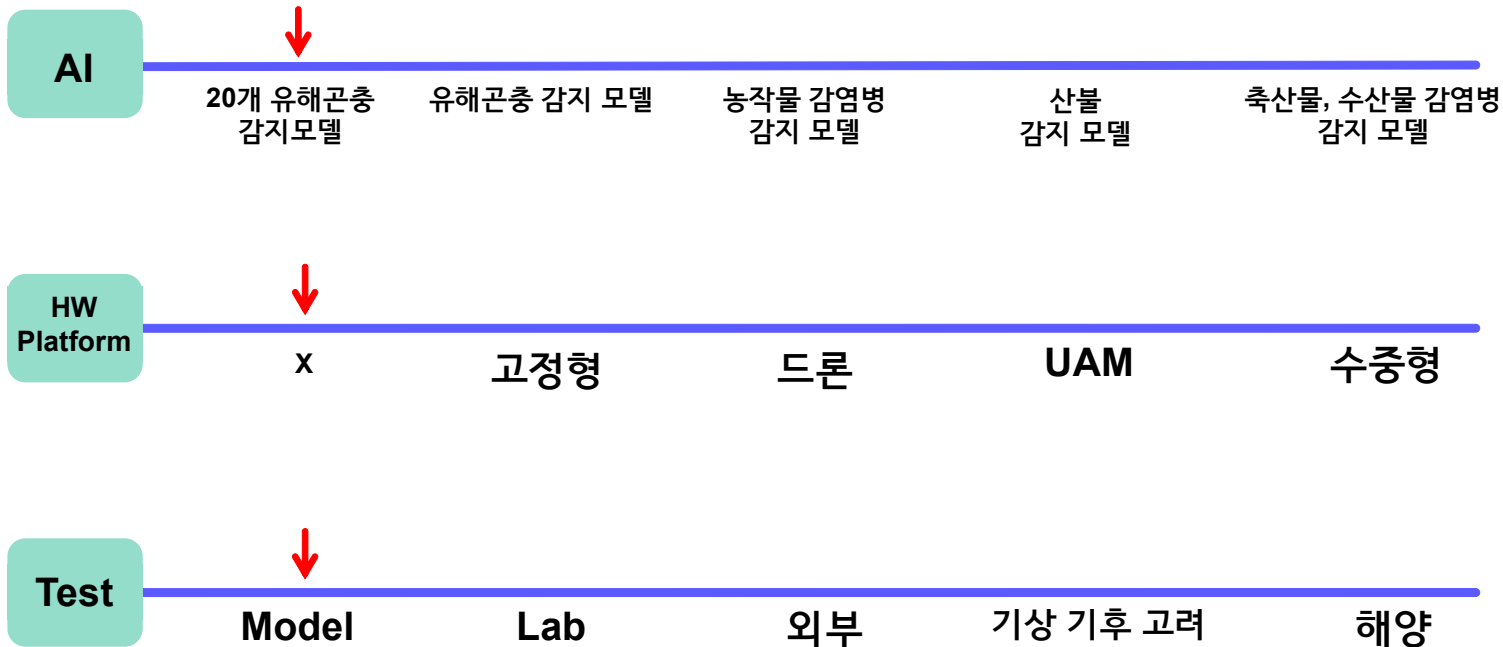 AI
20개 유해곤충
감지모델
유해곤충 감지 모델
농작물 감염병
감지 모델
산불
감지 모델
축산물, 수산물 감염병
감지 모델
HW
Platform
X
고정형
드론
UAM
수중형
Test
Model
Lab
외부
기상 기후 고려
해양